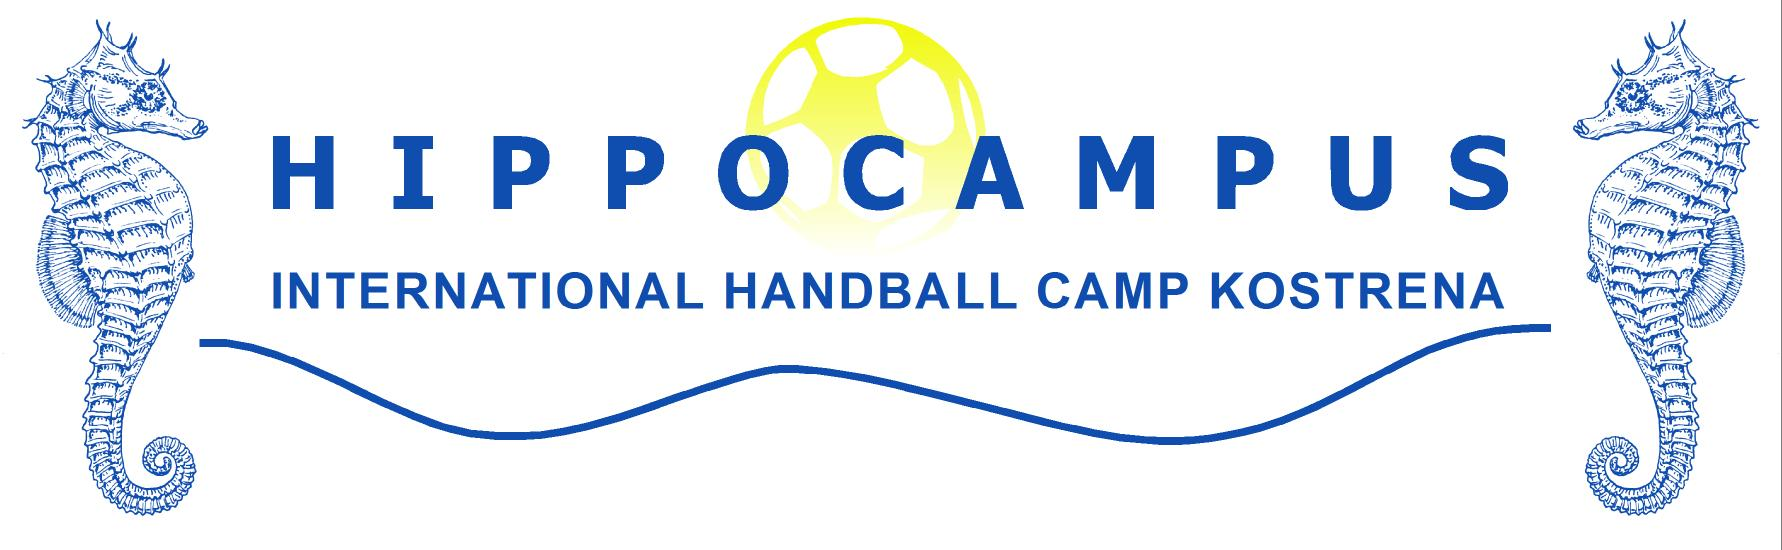 HIPPOCAMPUS
INTERNATIONAL HANDBALL CAMP KOSTRENA